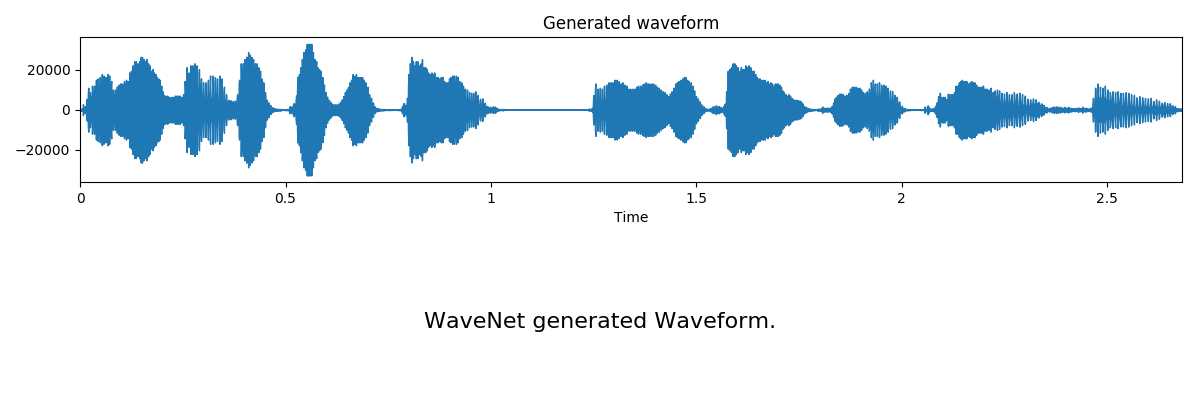 Generated waveform
20000
0
−20000
0 0.5 1 1.5 2 2.5
Time
WaveNet generated Waveform.